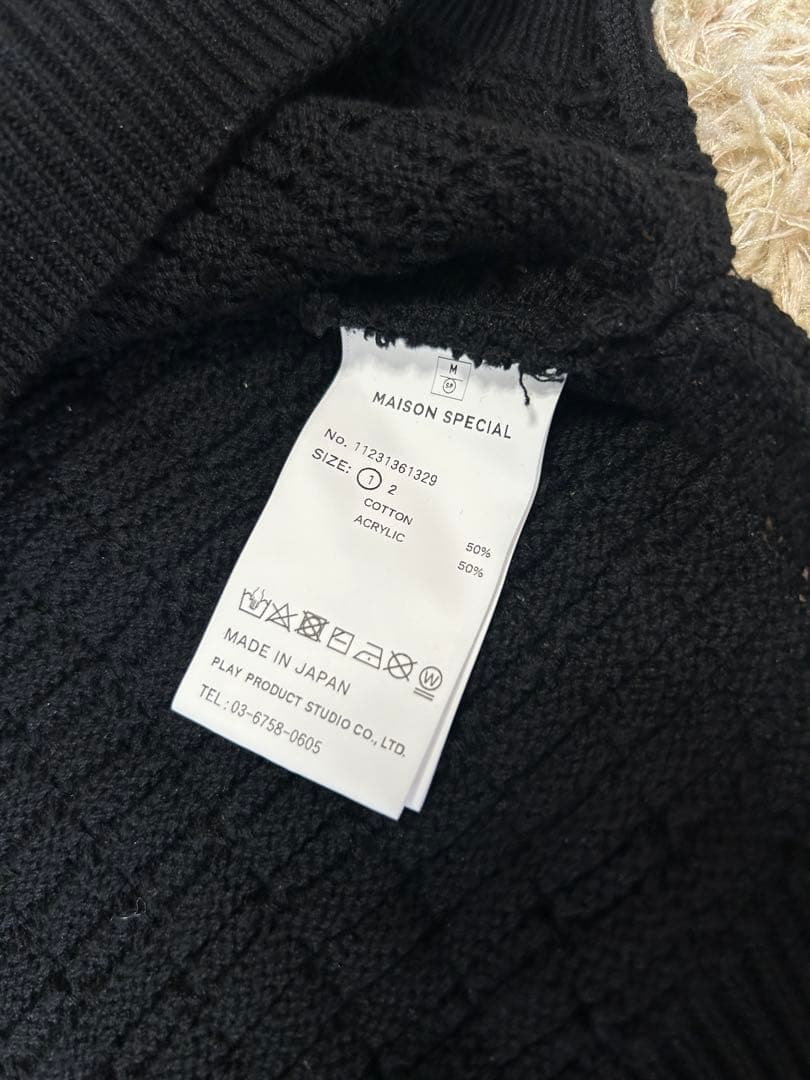 M
SP
MAISON SPECIAL
No. 11231361329
SIZE: 1 2
COTTON 50%
ACRYLIC 50%
W
MADE IN JAPAN
PLAY PRODUCT STUDIO CO., LTD.
TEL : 03-6758-0605